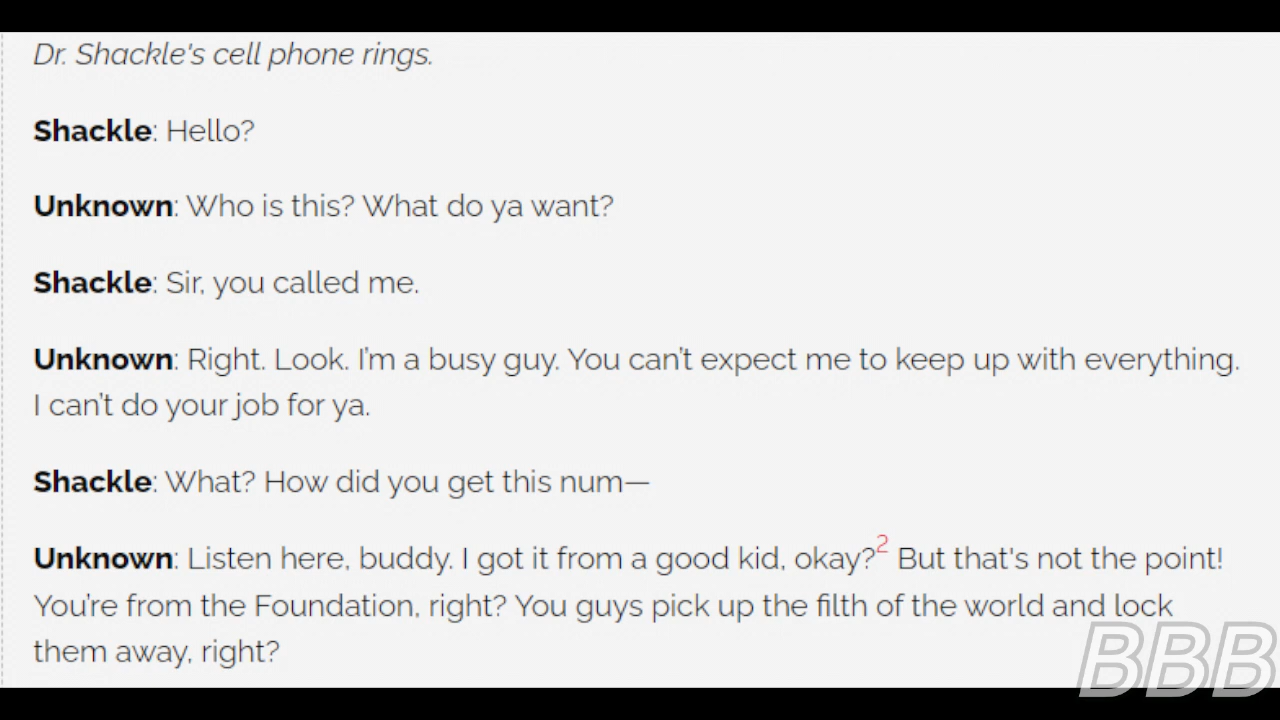 Dr. Shackle's cell phone rings.
Shackle: Hello?
Unknown: Who is this? What do ya want?
Shackle: Sir, you called me.
Unknown: Right. Look. I'm a busy guy. You can't expect me to keep up with everything.
I can't do your job for ya.
Shackle: What? How did you get this num—
Unknown: Listen here, buddy. I got it from a good kid, okay?2 But that's not the point!
You're from the Foundation, right? You guys pick up the filth of the world and lock
them away, right?
BBB